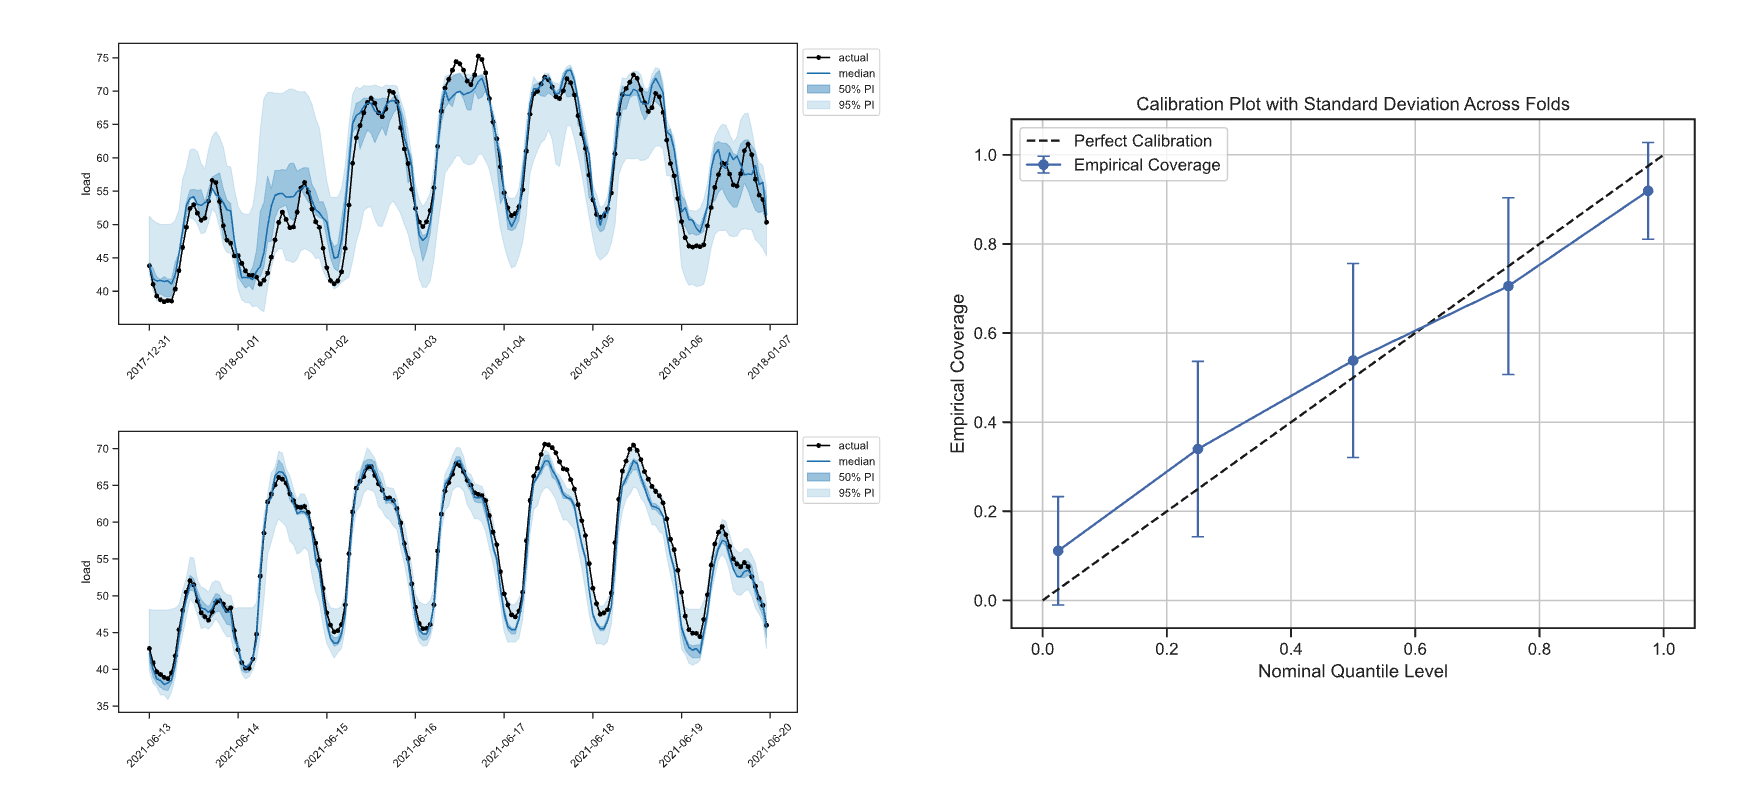 75
70
65
60
55
50
45
40
load
actual
median
50% PI
95% PI
2017-12-31
2018-01-01
2018-01-02
2018-01-03
2018-01-04
2018-01-05
2018-01-06
2018-01-07
70
65
60
55
50
45
40
35
load
actual
median
50% PI
95% PI
2021-06-13
2021-06-14
2021-06-15
2021-06-16
2021-06-17
2021-06-18
2021-06-19
2021-06-20
Calibration Plot with Standard Deviation Across Folds
Perfect Calibration
Empirical Coverage
1.0
0.8
0.6
0.4
0.2
0.0
Empirical Coverage
0.0 0.2 0.4 0.6 0.8 1.0
Nominal Quantile Level